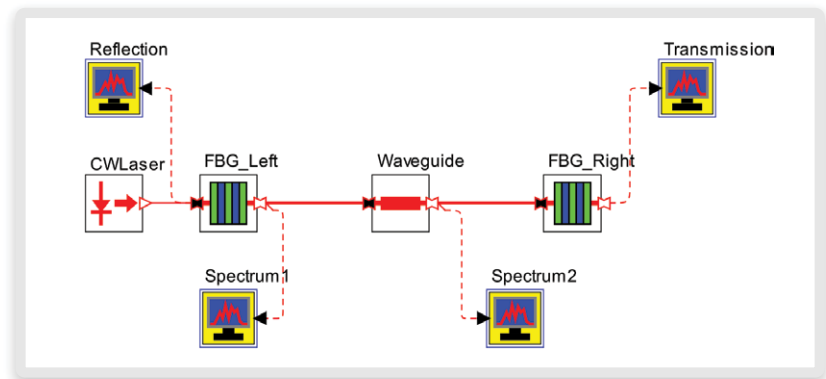 Reflection
Transmission
CWLaser
FBG_Left
Waveguide
FBG_Right
Spectrum1
Spectrum2